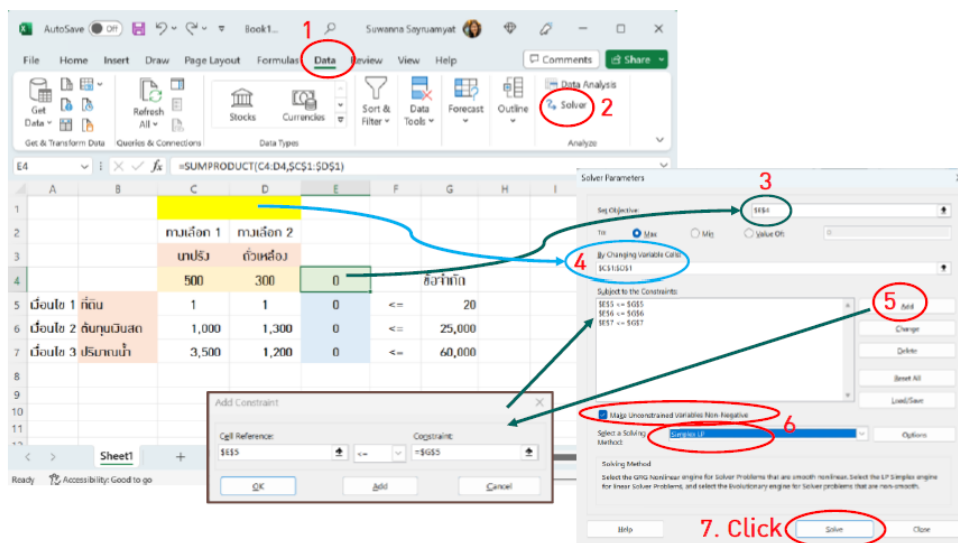 AutoSave Off Book1... Suwanna Sayruamyat
File Home Insert Draw Page Layout Formulas Data Review View Help Comments Share
1
Get Data
Refresh All
Stocks Currencies
Sort & Filter
Data Tools
Forecast
Outline
Data Analysis
Solver
2
Get & Transform Data Queries & Connections Data Types Analyze
E4 fx =SUMPRODUCT(C4:D4,$C$1:$D$1)
A B C D E F G H I
1
2 ทางเลือก 1 ทางเลือก 2
3 นาปรัง ถั่วเหลือง
4 500 300 0 ข้อจำกัด
5 เงื่อนไข 1 ที่ดิน 1 1 0 <= 20
6 เงื่อนไข 2 ต้นทุนเงินสด 1,000 1,300 0 <= 25,000
7 เงื่อนไข 3 ปริมาณน้ำ 3,500 1,200 0 <= 60,000
8
9
10
11
Sheet1
Ready Accessibility: Good to go
Add Constraint
Cell Reference: Constraint:
$E$5 <= =$G$5
OK Add Cancel
Solver Parameters
3
Set Objective: $E$4
To: Max Min Value Of: 0
4
By Changing Variable Cells:
$C$1:$D$1
Subject to the Constraints:
$E$5 <= $G$5
$E$6 <= $G$6
$E$7 <= $G$7
5
Add
Change
Delete
Reset All
Load/Save
Make Unconstrained Variables Non-Negative
6
Select a Solving Method: Simplex LP Options
Solving Method
Select the GRG Nonlinear engine for Solver Problems that are smooth nonlinear. Select the LP Simplex engine
for linear Solver Problems, and select the Evolutionary engine for Solver problems that are non-smooth.
7. Click
Help Solve Close